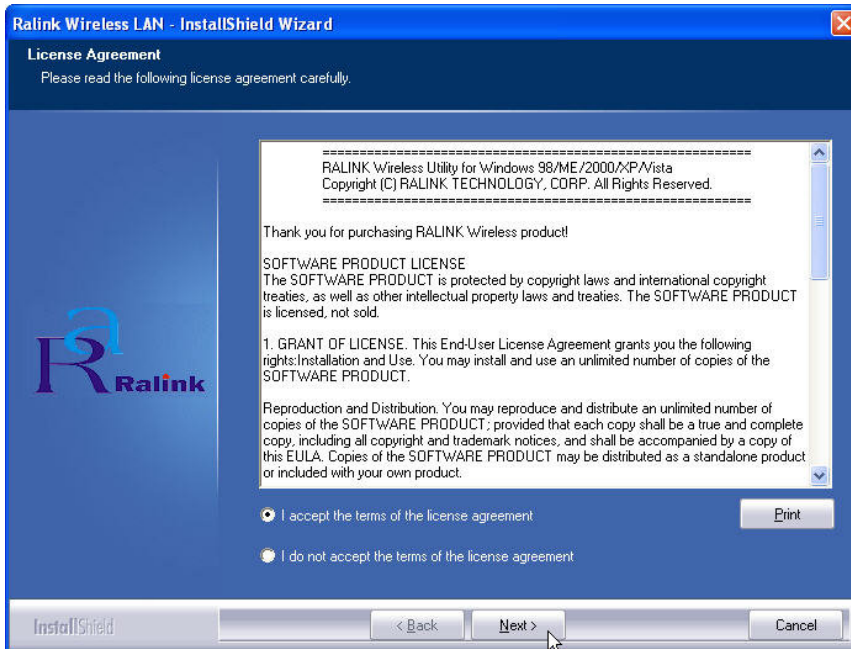 Ralink Wireless LAN - InstallShield Wizard
License Agreement
Please read the following license agreement carefully.
===========================================================
RALINK Wireless Utility for Windows 98/ME/2000/XP/Vista
Copyright (C) RALINK TECHNOLOGY, CORP. All Rights Reserved.
===========================================================
Thank you for purchasing RALINK Wireless product!
SOFTWARE PRODUCT LICENSE
The SOFTWARE PRODUCT is protected by copyright laws and international copyright
treaties, as well as other intellectual property laws and treaties. The SOFTWARE PRODUCT
is licensed, not sold.
1. GRANT OF LICENSE. This End-User License Agreement grants you the following
rights:Installation and Use. You may install and use an unlimited number of copies of the
SOFTWARE PRODUCT.
Reproduction and Distribution. You may reproduce and distribute an unlimited number of
copies of the SOFTWARE PRODUCT; provided that each copy shall be a true and complete
copy, including all copyright and trademark notices, and shall be accompanied by a copy of
this EULA. Copies of the SOFTWARE PRODUCT may be distributed as a standalone product
or included with your own product.
Ra
Ralink
I accept the terms of the license agreement
Print
I do not accept the terms of the license agreement
InstallShield
< Back
Next >
Cancel